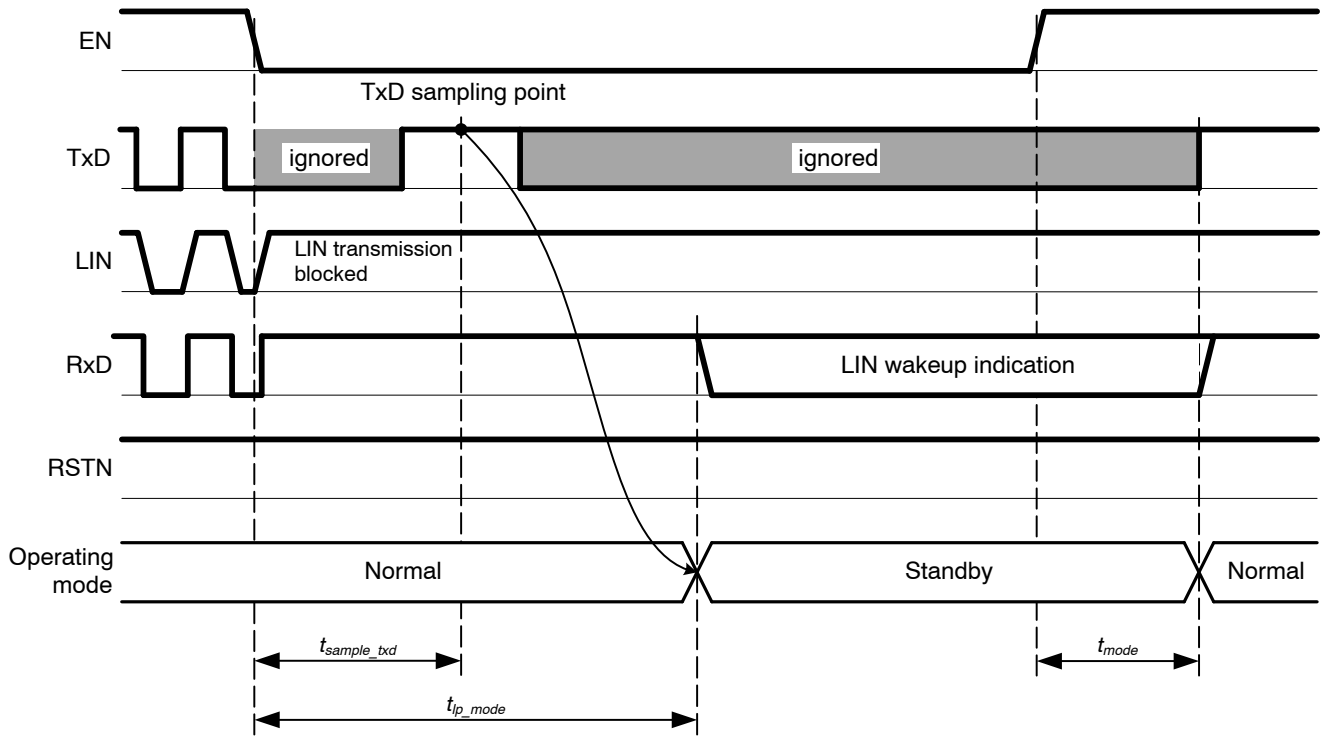 EN
TxD sampling point
TxD
ignored
ignored
LIN
LIN transmission
blocked
RxD
LIN wakeup indication
RSTN
Operating
mode
Normal
Standby
Normal
tsample_txd
tmode
tlp_mode